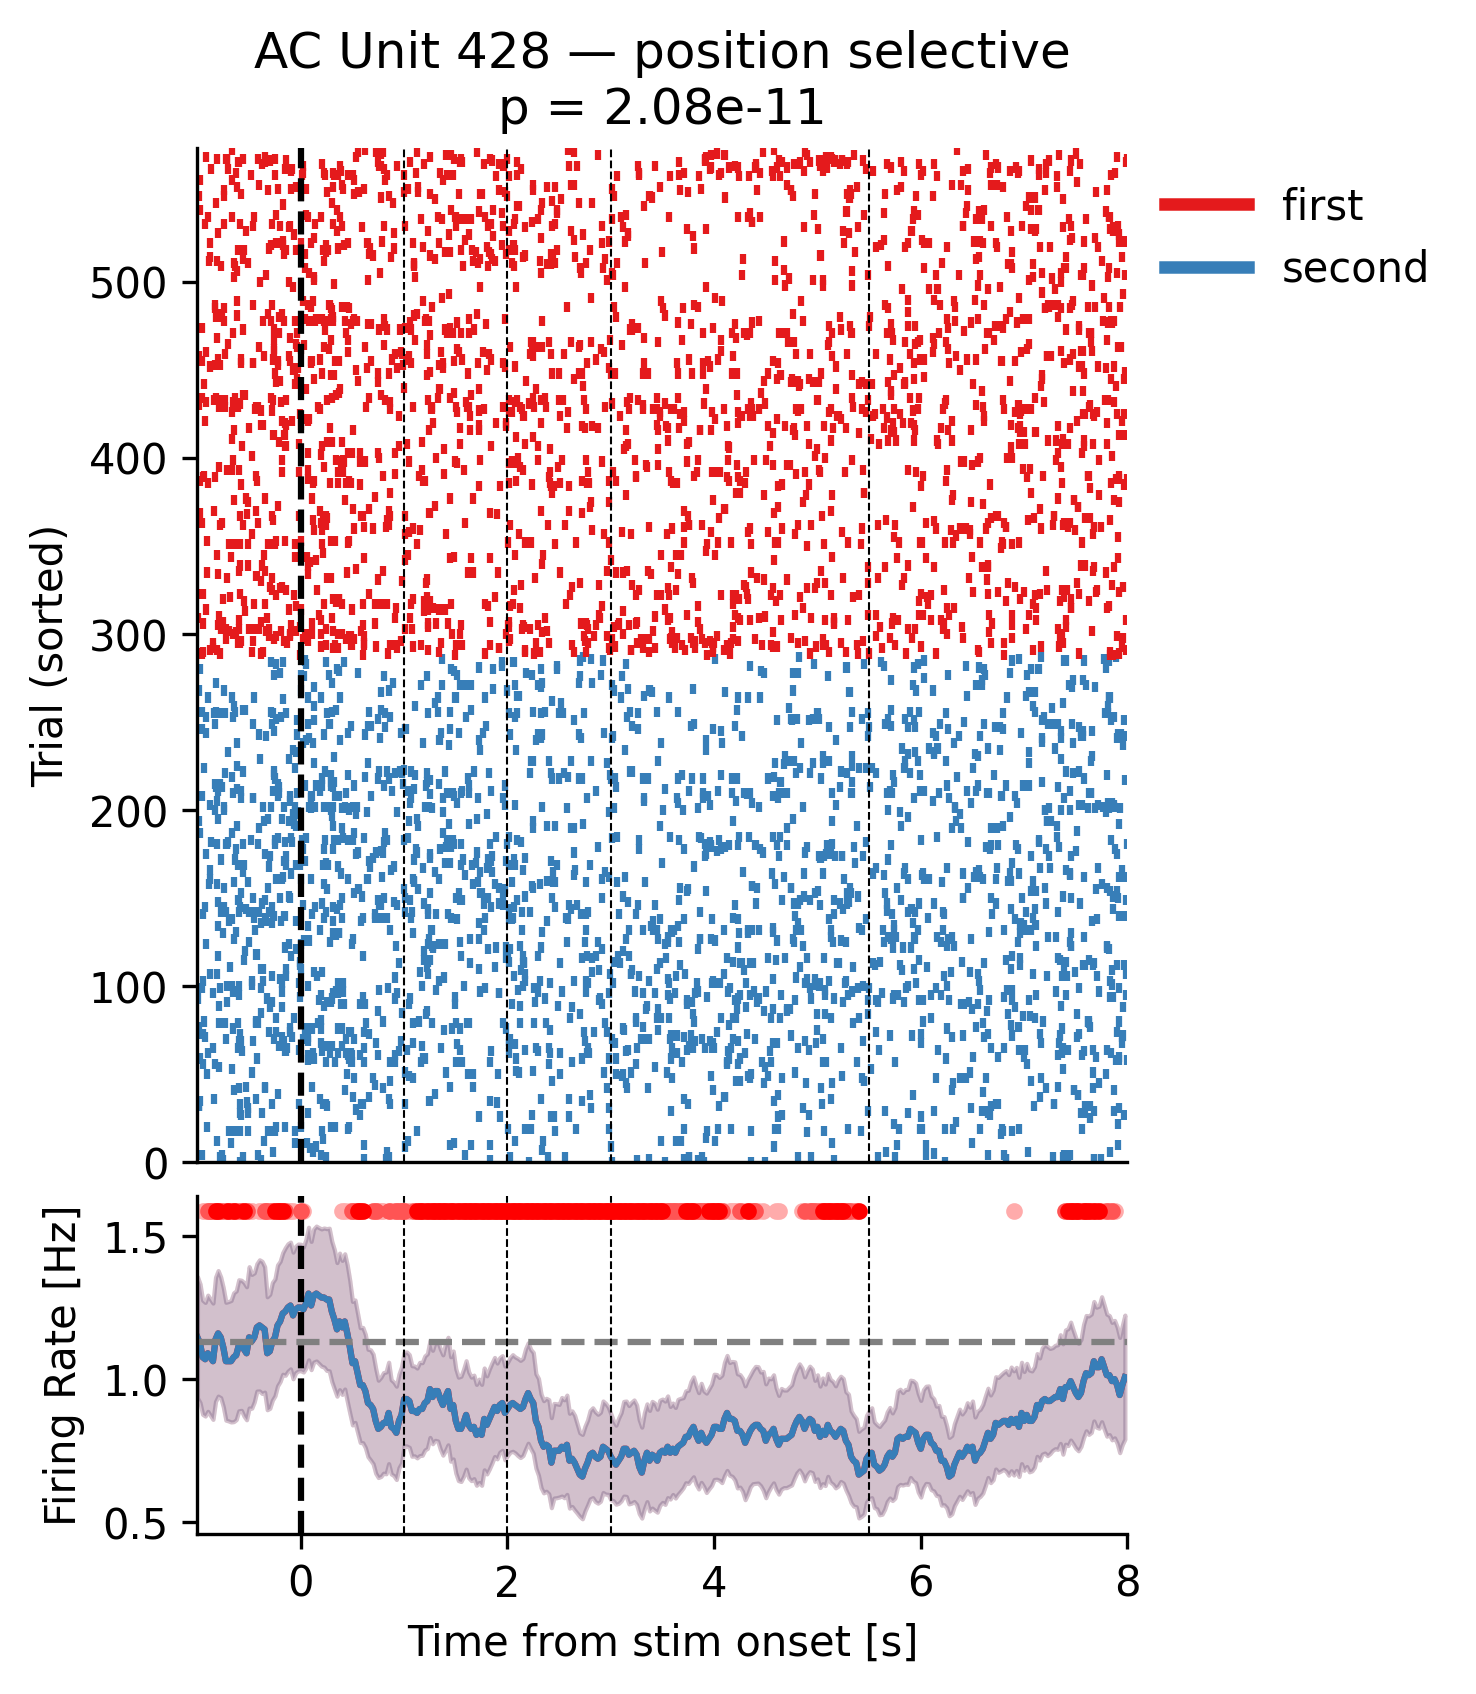 AC Unit 428 — position selective
p = 2.08e-11
first
second
Trial (sorted)
500
400
300
200
100
0
Firing Rate [Hz]
1.5
1.0
0.5
0 2 4 6 8
Time from stim onset [s]